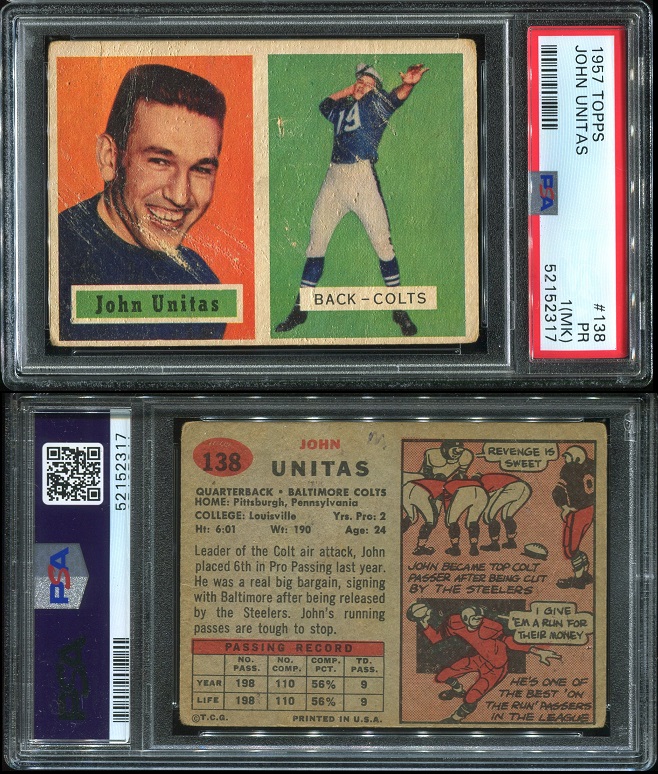 John Unitas
19
BACK-COLTS
1957 TOPPS
JOHN UNITAS
PSA
#138
PR
1(MK)
52152317
PSA
52152317
PSA
138
JOHN
UNITAS
QUARTERBACK • BALTIMORE COLTS
HOME: Pittsburgh, Pennsylvania
COLLEGE: Louisville Yrs. Pro: 2
Ht: 6:01 Wt: 190 Age: 24
Leader of the Colt air attack, John
placed 6th in Pro Passing last year.
He was a real big bargain, signing
with Baltimore after being released
by the Steelers. John's running
passes are tough to stop.
PASSING RECORD
NO. PASS. NO. COMP. COMP. PCT. TD. PASS.
YEAR 198 110 56% 9
LIFE 198 110 56% 9
©T.C.G. PRINTED IN U.S.A.
REVENGE IS
SWEET
JOHN BECAME TOP COLT
PASSER AFTER BEING CUT
BY THE STEELERS
I GIVE
'EM A RUN FOR
THEIR MONEY
HE'S ONE OF
THE BEST 'ON
THE RUN' PASSERS
IN THE LEAGUE